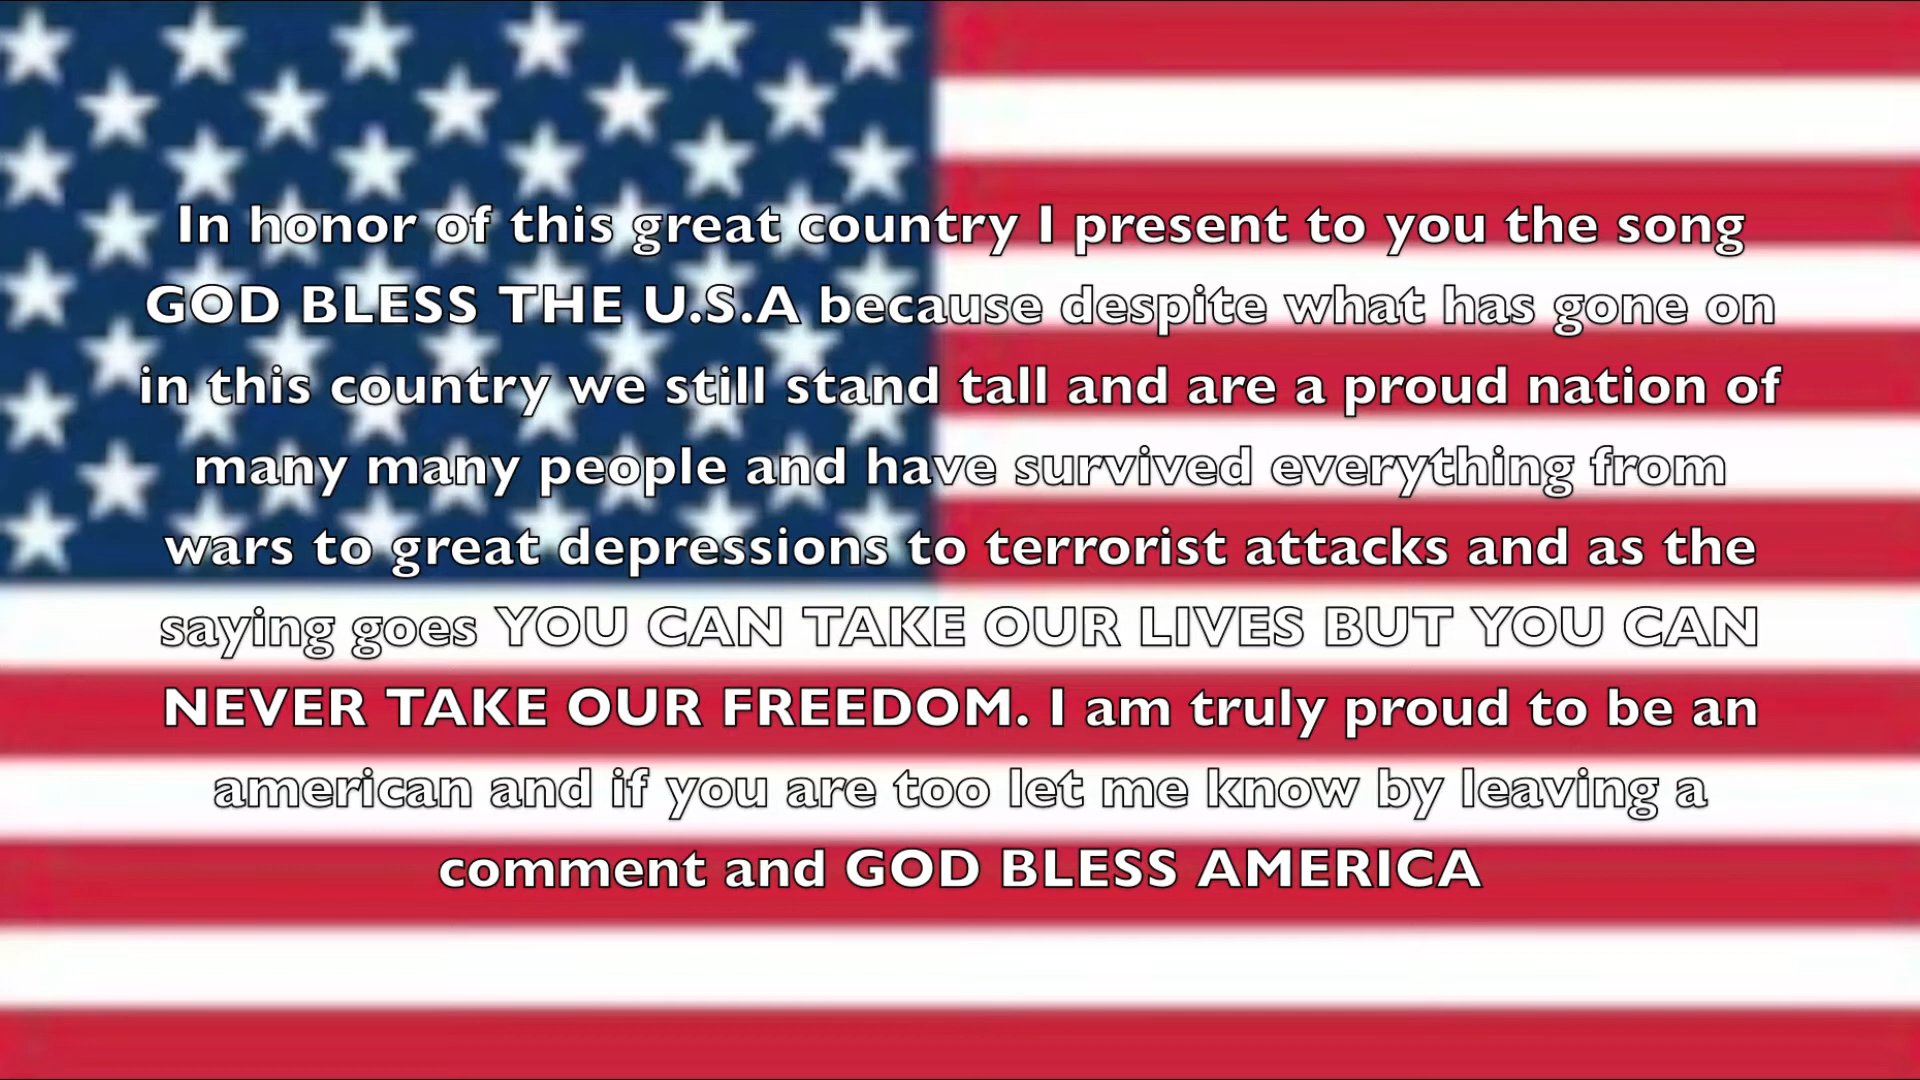 In honor of this great country I present to you the song
GOD BLESS THE U.S.A because despite what has gone on
in this country we still stand tall and are a proud nation of
many many people and have survived everything from
wars to great depressions to terrorist attacks and as the
saying goes YOU CAN TAKE OUR LIVES BUT YOU CAN
NEVER TAKE OUR FREEDOM. I am truly proud to be an
american and if you are too let me know by leaving a
comment and GOD BLESS AMERICA